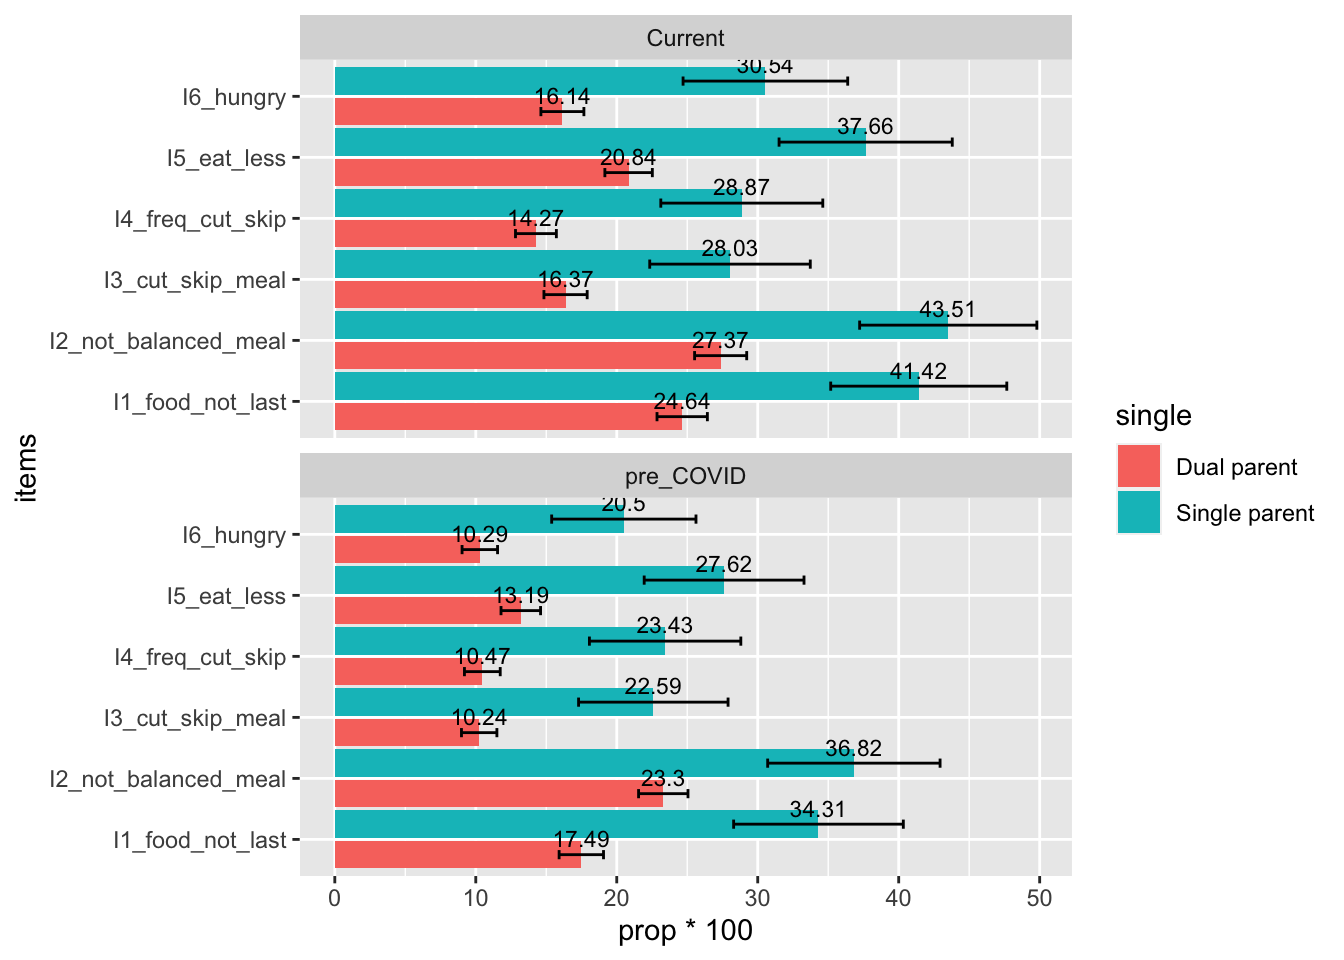 Current
I6_hungry
30.54
16.14
I5_eat_less
37.66
20.84
I4_freq_cut_skip
28.87
14.27
I3_cut_skip_meal
28.03
16.37
I2_not_balanced_meal
43.51
27.37
I1_food_not_last
41.42
24.64
items
pre_COVID
I6_hungry
20.5
10.29
I5_eat_less
27.62
13.19
I4_freq_cut_skip
23.43
10.47
I3_cut_skip_meal
22.59
10.24
I2_not_balanced_meal
36.82
23.3
I1_food_not_last
34.31
17.49
0 10 20 30 40 50
prop * 100
single
Dual parent
Single parent